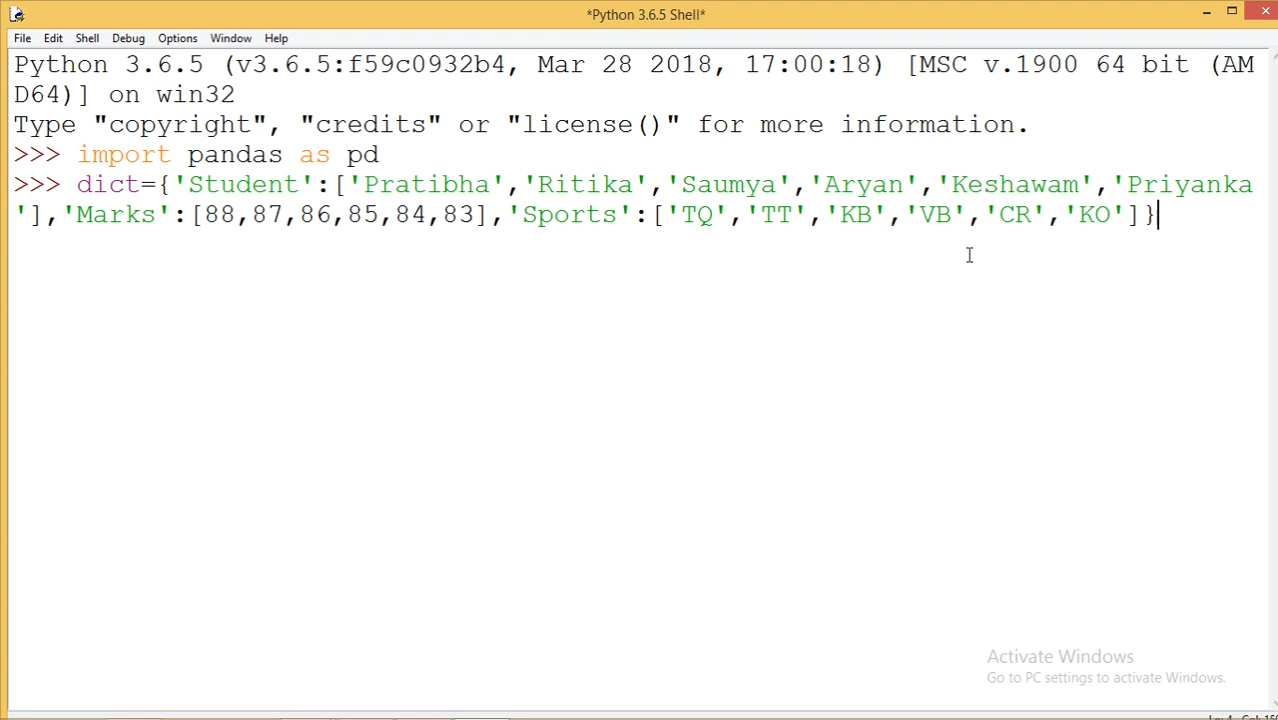 *Python 3.6.5 Shell*
File Edit Shell Debug Options Window Help
Python 3.6.5 (v3.6.5:f59c0932b4, Mar 28 2018, 17:00:18) [MSC v.1900 64 bit (AM
D64)] on win32
Type "copyright", "credits" or "license()" for more information.
>>> import pandas as pd
>>> dict={'Student':['Pratibha','Ritika','Saumya','Aryan','Keshawam','Priyanka
'],'Marks':[88,87,86,85,84,83],'Sports':['TQ','TT','KB','VB','CR','KO']}
Activate Windows
Go to PC settings to activate Windows.